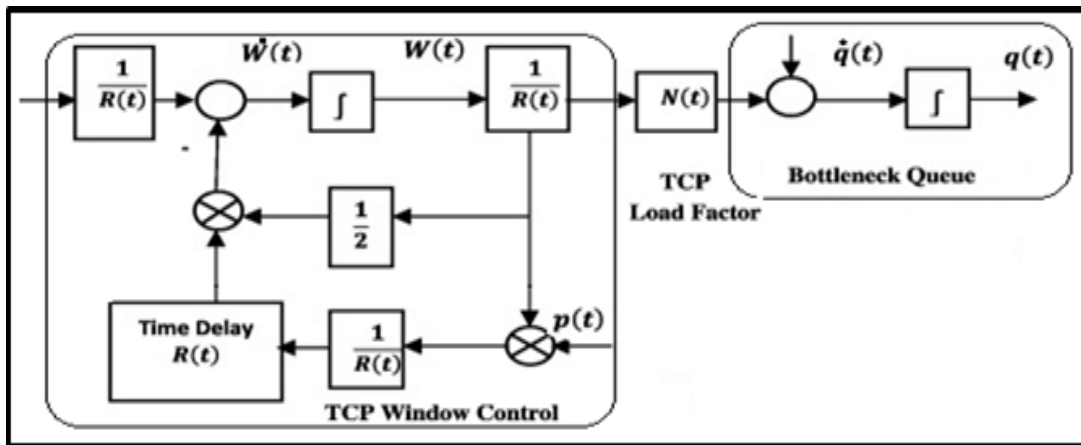 Ẇ(t)
W(t)
q̇(t)
q(t)
1
R(t)
∫
1
R(t)
N(t)
∫
-
TCP
Load Factor
Bottleneck Queue
1
2
Time Delay
R(t)
1
R(t)
p(t)
TCP Window Control